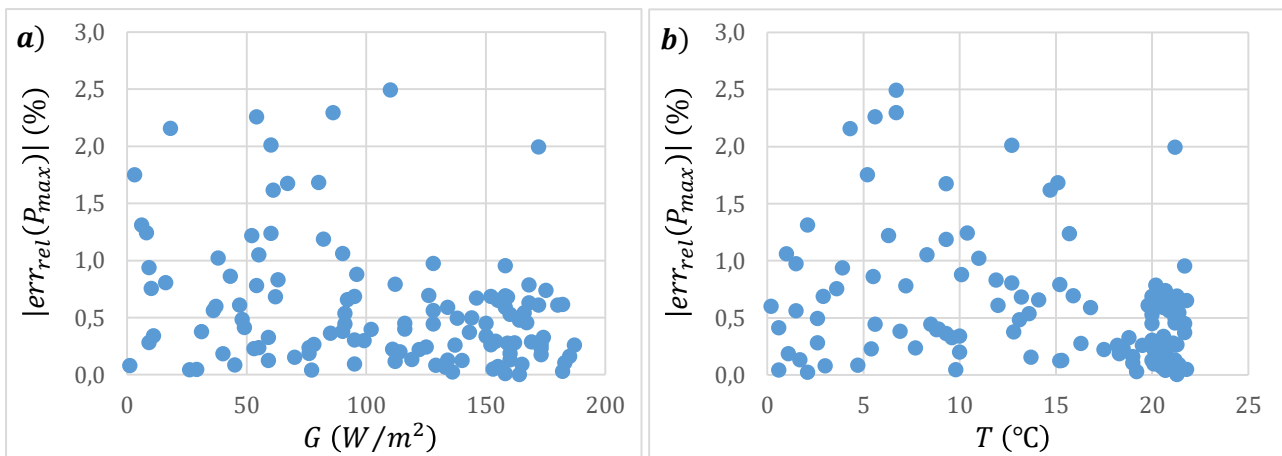 a)
|err_rel(P_max)| (%)
3,0
2,5
2,0
1,5
1,0
0,5
0,0
0 50 100 150 200
G (W/m²)
b)
|err_rel(P_max)| (%)
3,0
2,5
2,0
1,5
1,0
0,5
0,0
0 5 10 15 20 25
T (°C)